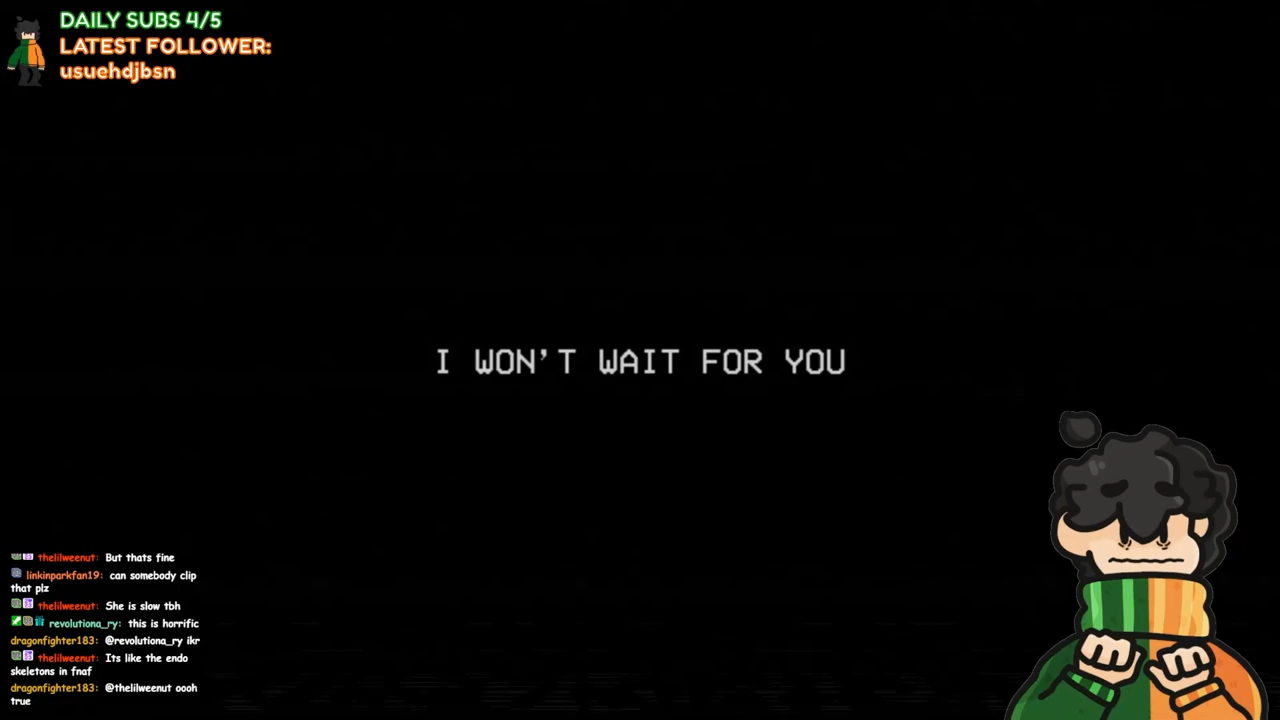 DAILY SUBS 4/5
LATEST FOLLOWER:
usuehdjbsn
I WON'T WAIT FOR YOU
thelilweenut: But thats fine
linkinparkfan19: can somebody clip
that plz
thelilweenut: She is slow tbh
revolutiona_ry: this is horrific
dragonfighter183: @revolutiona_ry ikr
thelilweenut: Its like the endo
skeletons in fnaf
dragonfighter183: @thelilweenut oooh
true